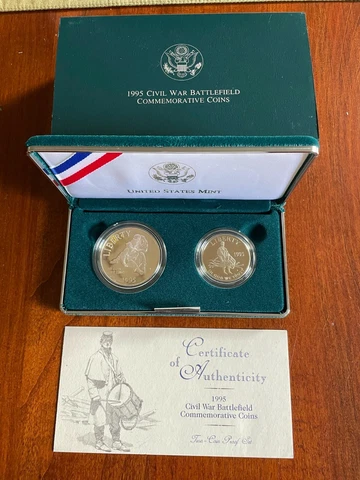 1995 CIVIL WAR BATTLEFIELD
COMMEMORATIVE COINS
UNITED STATES MINT
LIBERTY
LIBERTY
1995
Certificate
of Authenticity
1995
Civil War Battlefield
Commemorative Coins
Two-Coin Proof Set